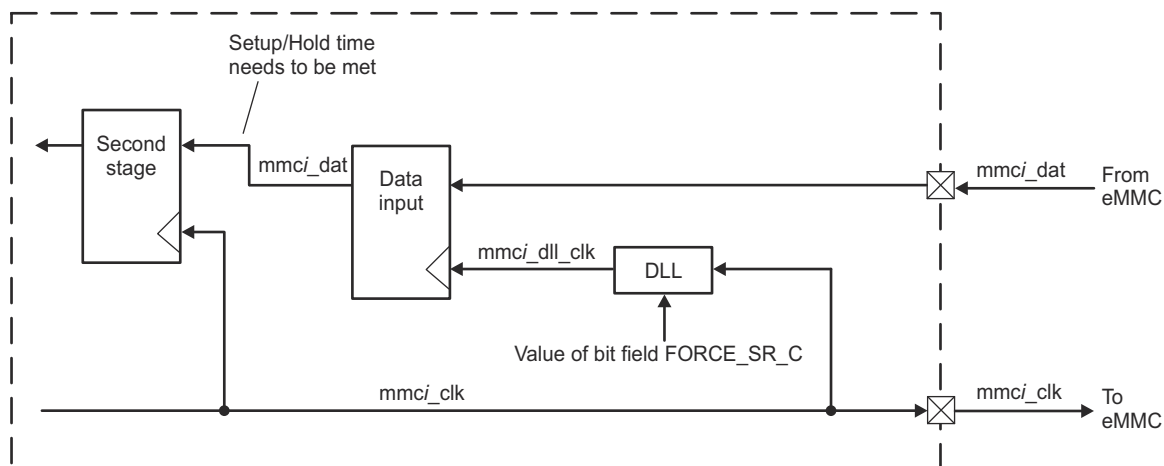 Setup/Hold time
needs to be met
Second
stage
mmci_dat
Data
input
mmci_dat
From
eMMC
mmci_dll_clk
DLL
Value of bit field FORCE_SR_C
mmci_clk
mmci_clk
To
eMMC